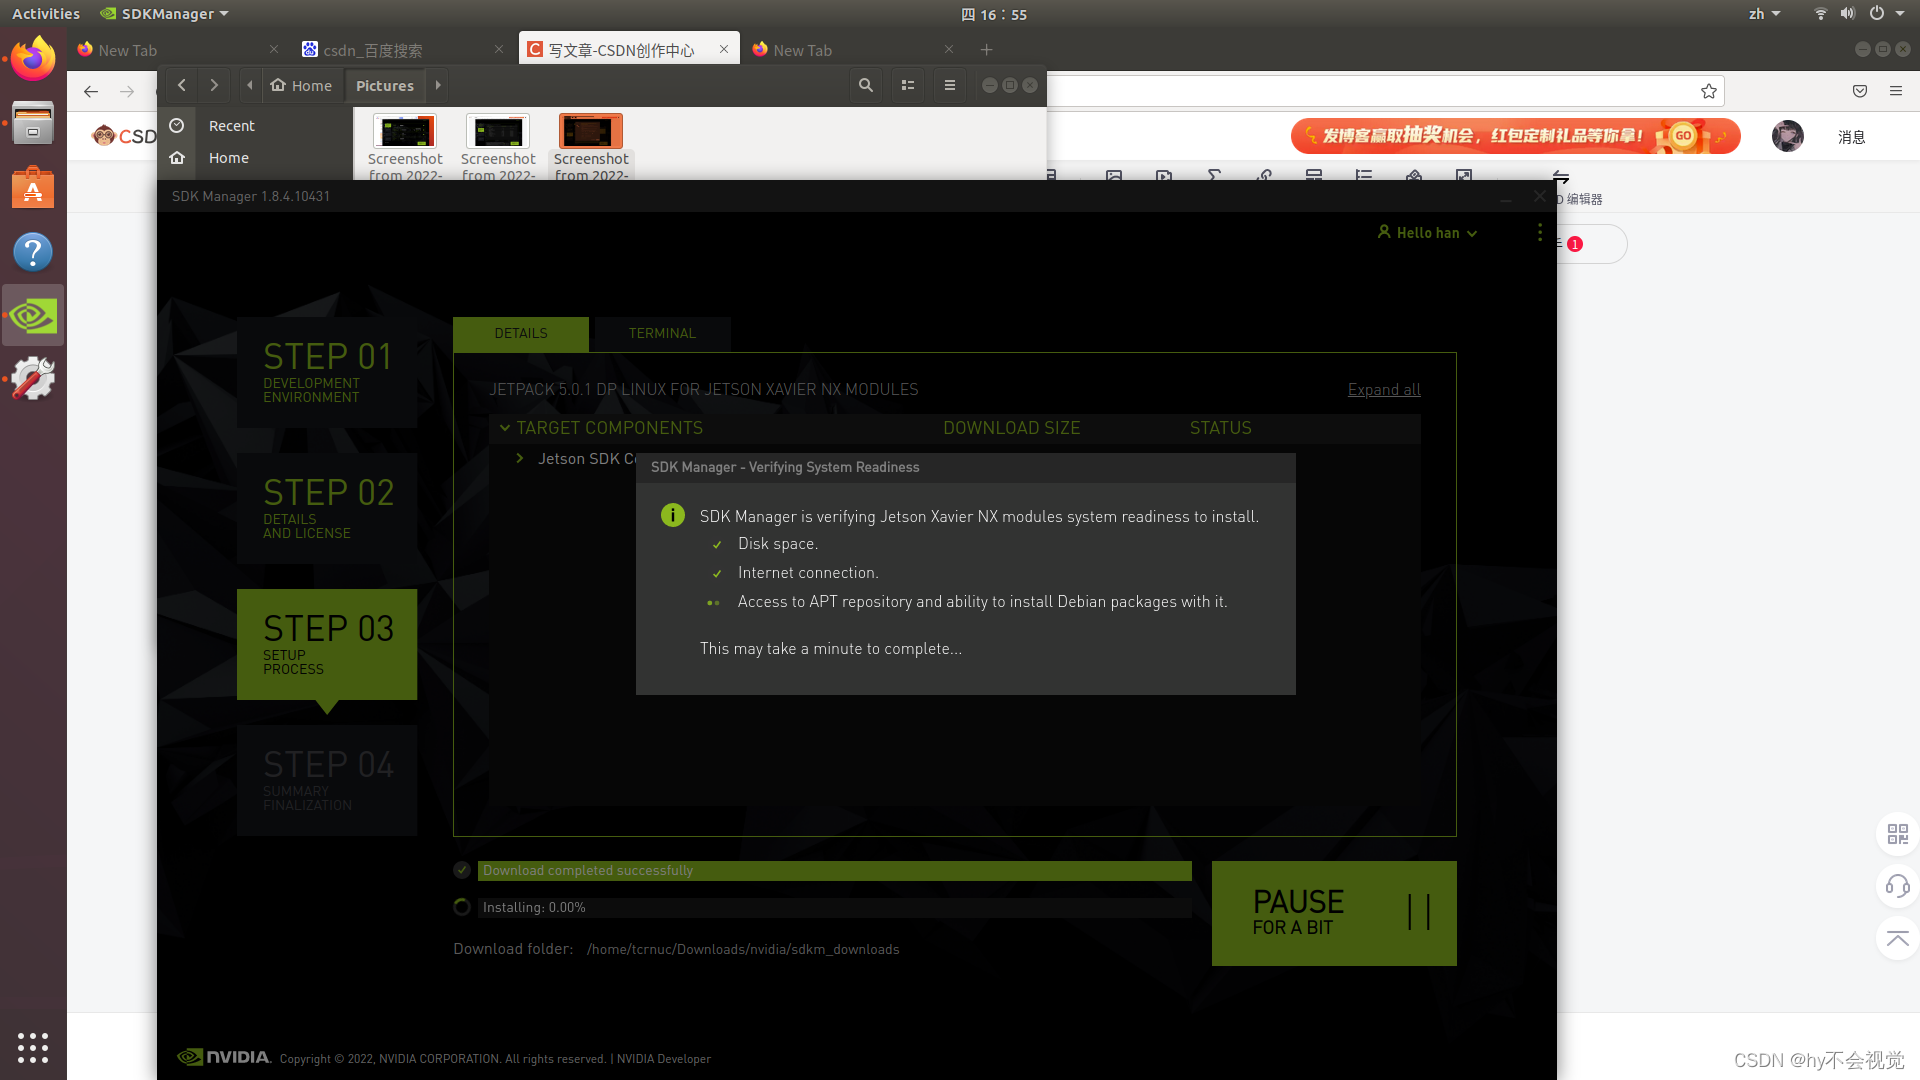 Activities SDKManager 四 16：55 zh
New Tab csdn_百度搜索 写文章-CSDN创作中心 New Tab
Home Pictures
Recent
Home
Screenshot from 2022-
Screenshot from 2022-
Screenshot from 2022-
CSD
发博客赢取抽奖机会，红包定制礼品等你拿！ GO
消息
编辑器
1
SDK Manager 1.8.4.10431
Hello han
STEP 01
DEVELOPMENT
ENVIRONMENT
STEP 02
DETAILS
AND LICENSE
STEP 03
SETUP
PROCESS
STEP 04
SUMMARY
FINALIZATION
DETAILS TERMINAL
JETPACK 5.0.1 DP LINUX FOR JETSON XAVIER NX MODULES Expand all
TARGET COMPONENTS DOWNLOAD SIZE STATUS
Jetson SDK Co
SDK Manager - Verifying System Readiness
SDK Manager is verifying Jetson Xavier NX modules system readiness to install.
Disk space.
Internet connection.
Access to APT repository and ability to install Debian packages with it.
This may take a minute to complete...
Download completed successfully
Installing: 0.00%
Download folder: /home/tcrnuc/Downloads/nvidia/sdkm_downloads
PAUSE
FOR A BIT
NVIDIA. Copyright © 2022, NVIDIA CORPORATION. All rights reserved. | NVIDIA Developer
CSDN @hy不会视觉